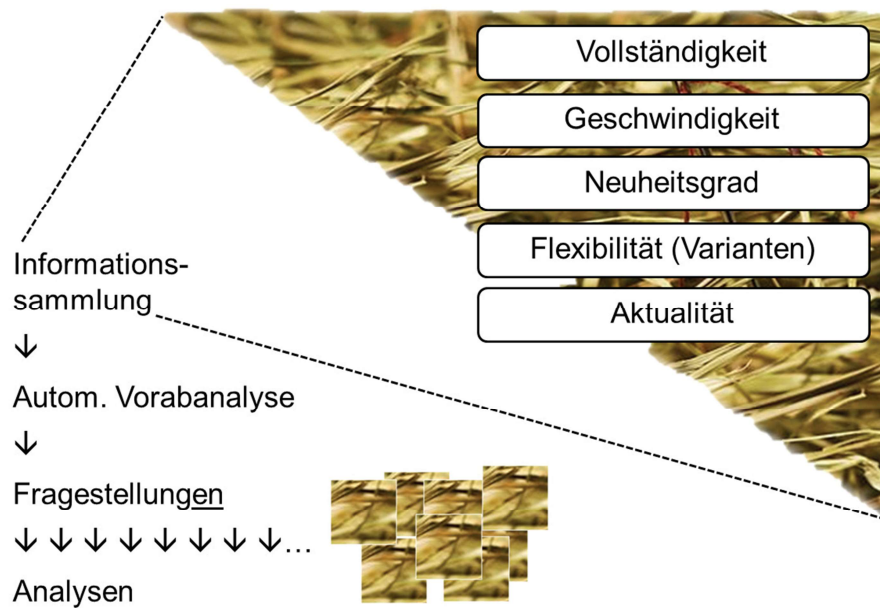 Vollständigkeit
Geschwindigkeit
Neuheitsgrad
Flexibilität (Varianten)
Aktualität
Informations-
sammlung
↓
Autom. Vorabanalyse
↓
Fragestellungen
↓ ↓ ↓ ↓ ↓ ↓ ↓ ↓...
Analysen